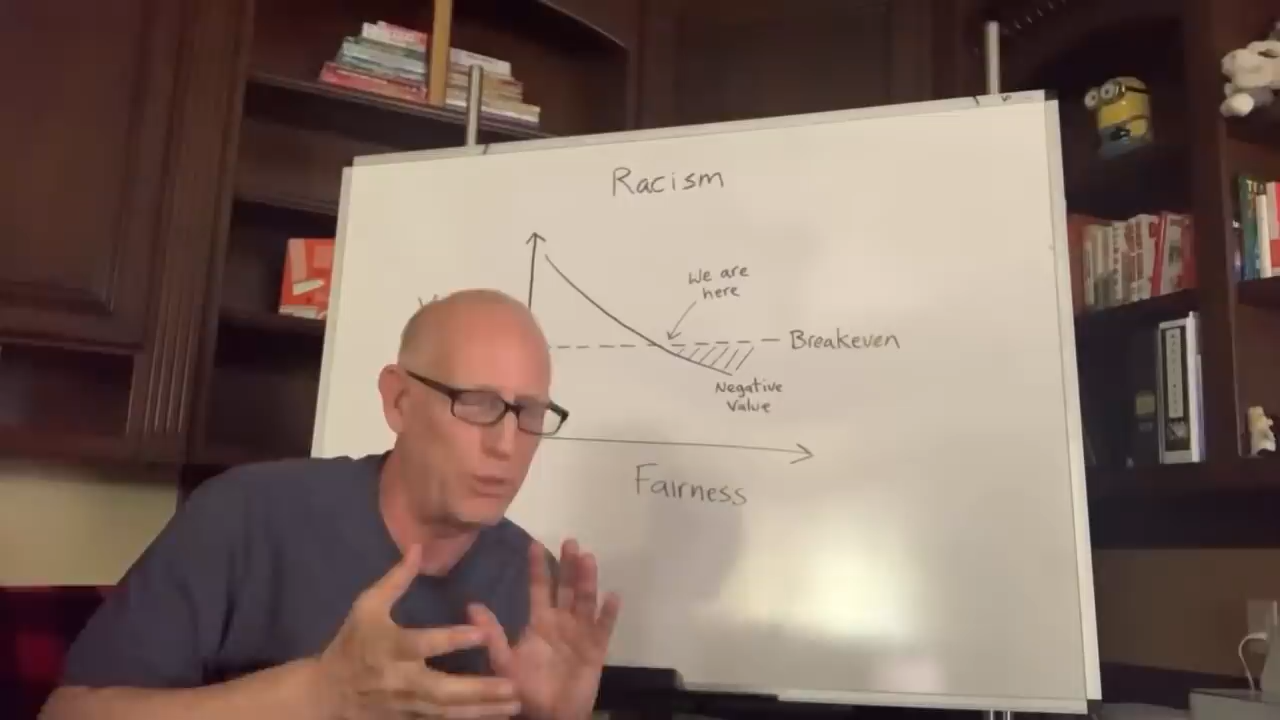 Racism
We are
here
Breakeven
Negative
Value
Fairness